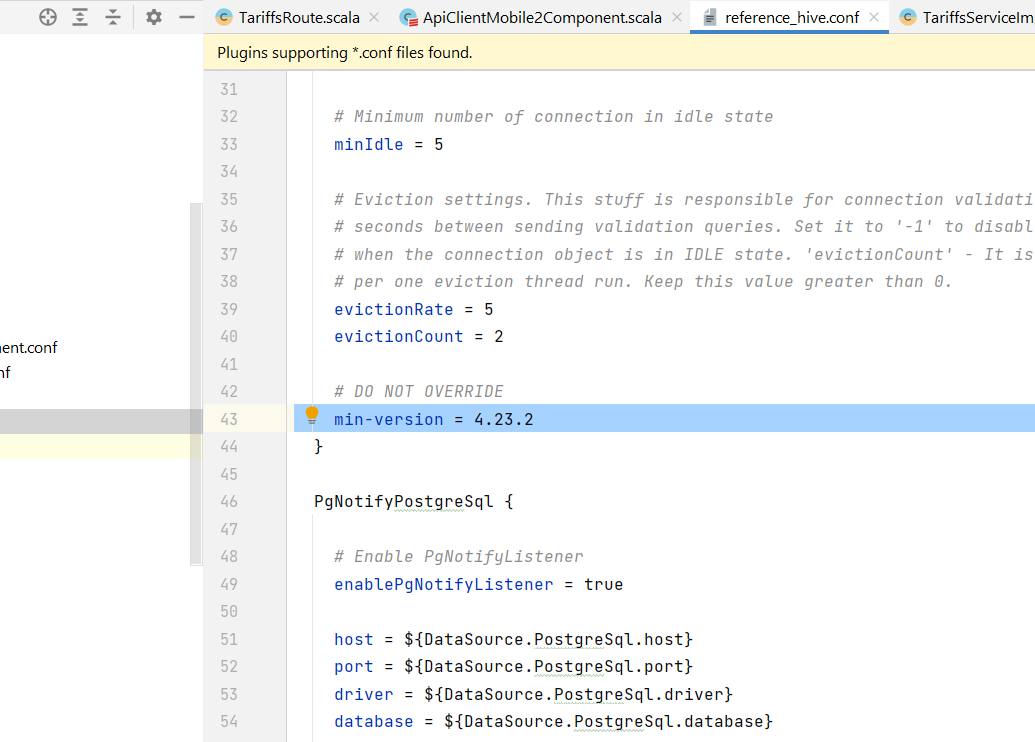 TariffsRoute.scala
ApiClientMobile2Component.scala
reference_hive.conf
TariffsServiceIm
Plugins supporting *.conf files found.
31
32 # Minimum number of connection in idle state
33 minIdle = 5
34
35 # Eviction settings. This stuff is responsible for connection validati
36 # seconds between sending validation queries. Set it to '-1' to disabl
37 # when the connection object is in IDLE state. 'evictionCount' - It is
38 # per one eviction thread run. Keep this value greater than 0.
39 evictionRate = 5
40 evictionCount = 2
41
42 # DO NOT OVERRIDE
43 min-version = 4.23.2
44 }
45
46 PgNotifyPostgreSql {
47
48 # Enable PgNotifyListener
49 enablePgNotifyListener = true
50
51 host = ${DataSource.PostgreSql.host}
52 port = ${DataSource.PostgreSql.port}
53 driver = ${DataSource.PostgreSql.driver}
54 database = ${DataSource.PostgreSql.database}
nent.conf
nf